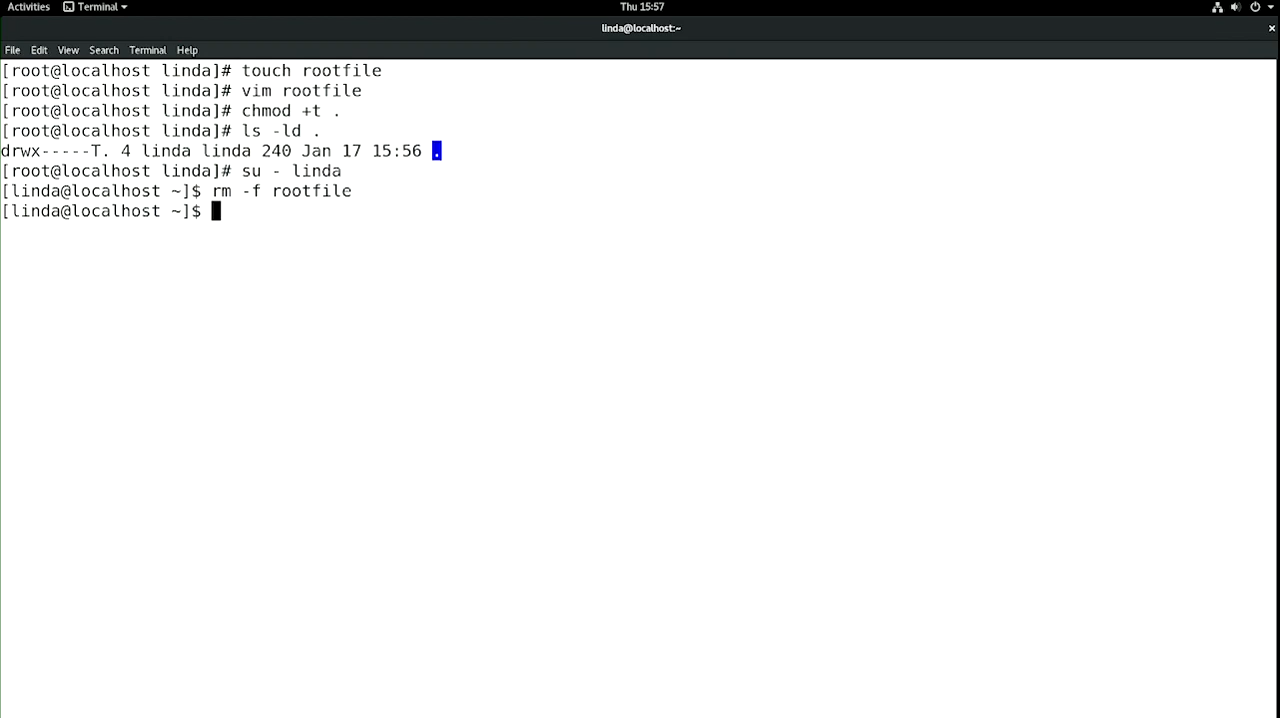 Activities Terminal Thu 15:57
linda@localhost:~ ×
File Edit View Search Terminal Help
[root@localhost linda]# touch rootfile
[root@localhost linda]# vim rootfile
[root@localhost linda]# chmod +t .
[root@localhost linda]# ls -ld .
drwx-----T. 4 linda linda 240 Jan 17 15:56 .
[root@localhost linda]# su - linda
[linda@localhost ~]$ rm -f rootfile
[linda@localhost ~]$